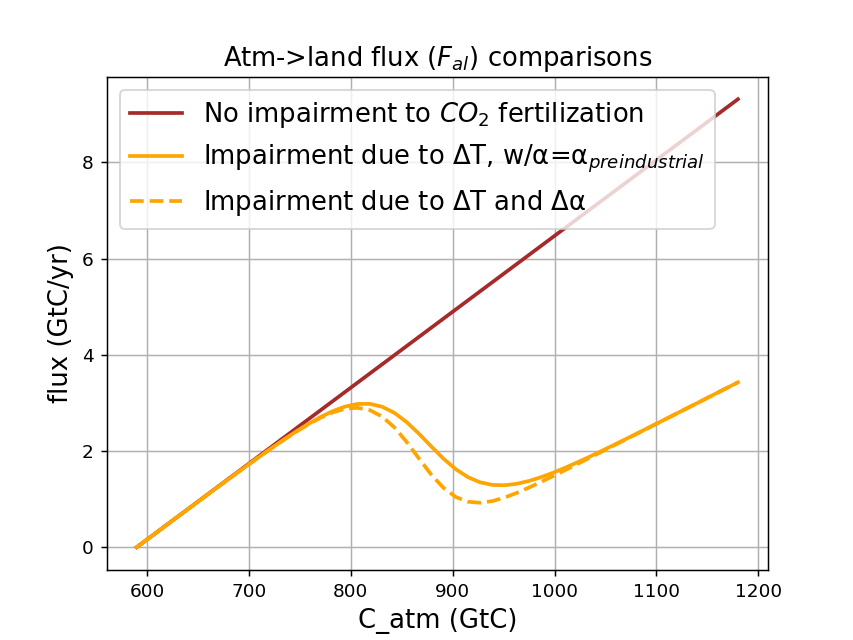 Atm->land flux (F_al) comparisons
No impairment to CO₂ fertilization
Impairment due to ΔT, w/α=α_preindustrial
Impairment due to ΔT and Δα
flux (GtC/yr)
8
6
4
2
0
600 700 800 900 1000 1100 1200
C_atm (GtC)